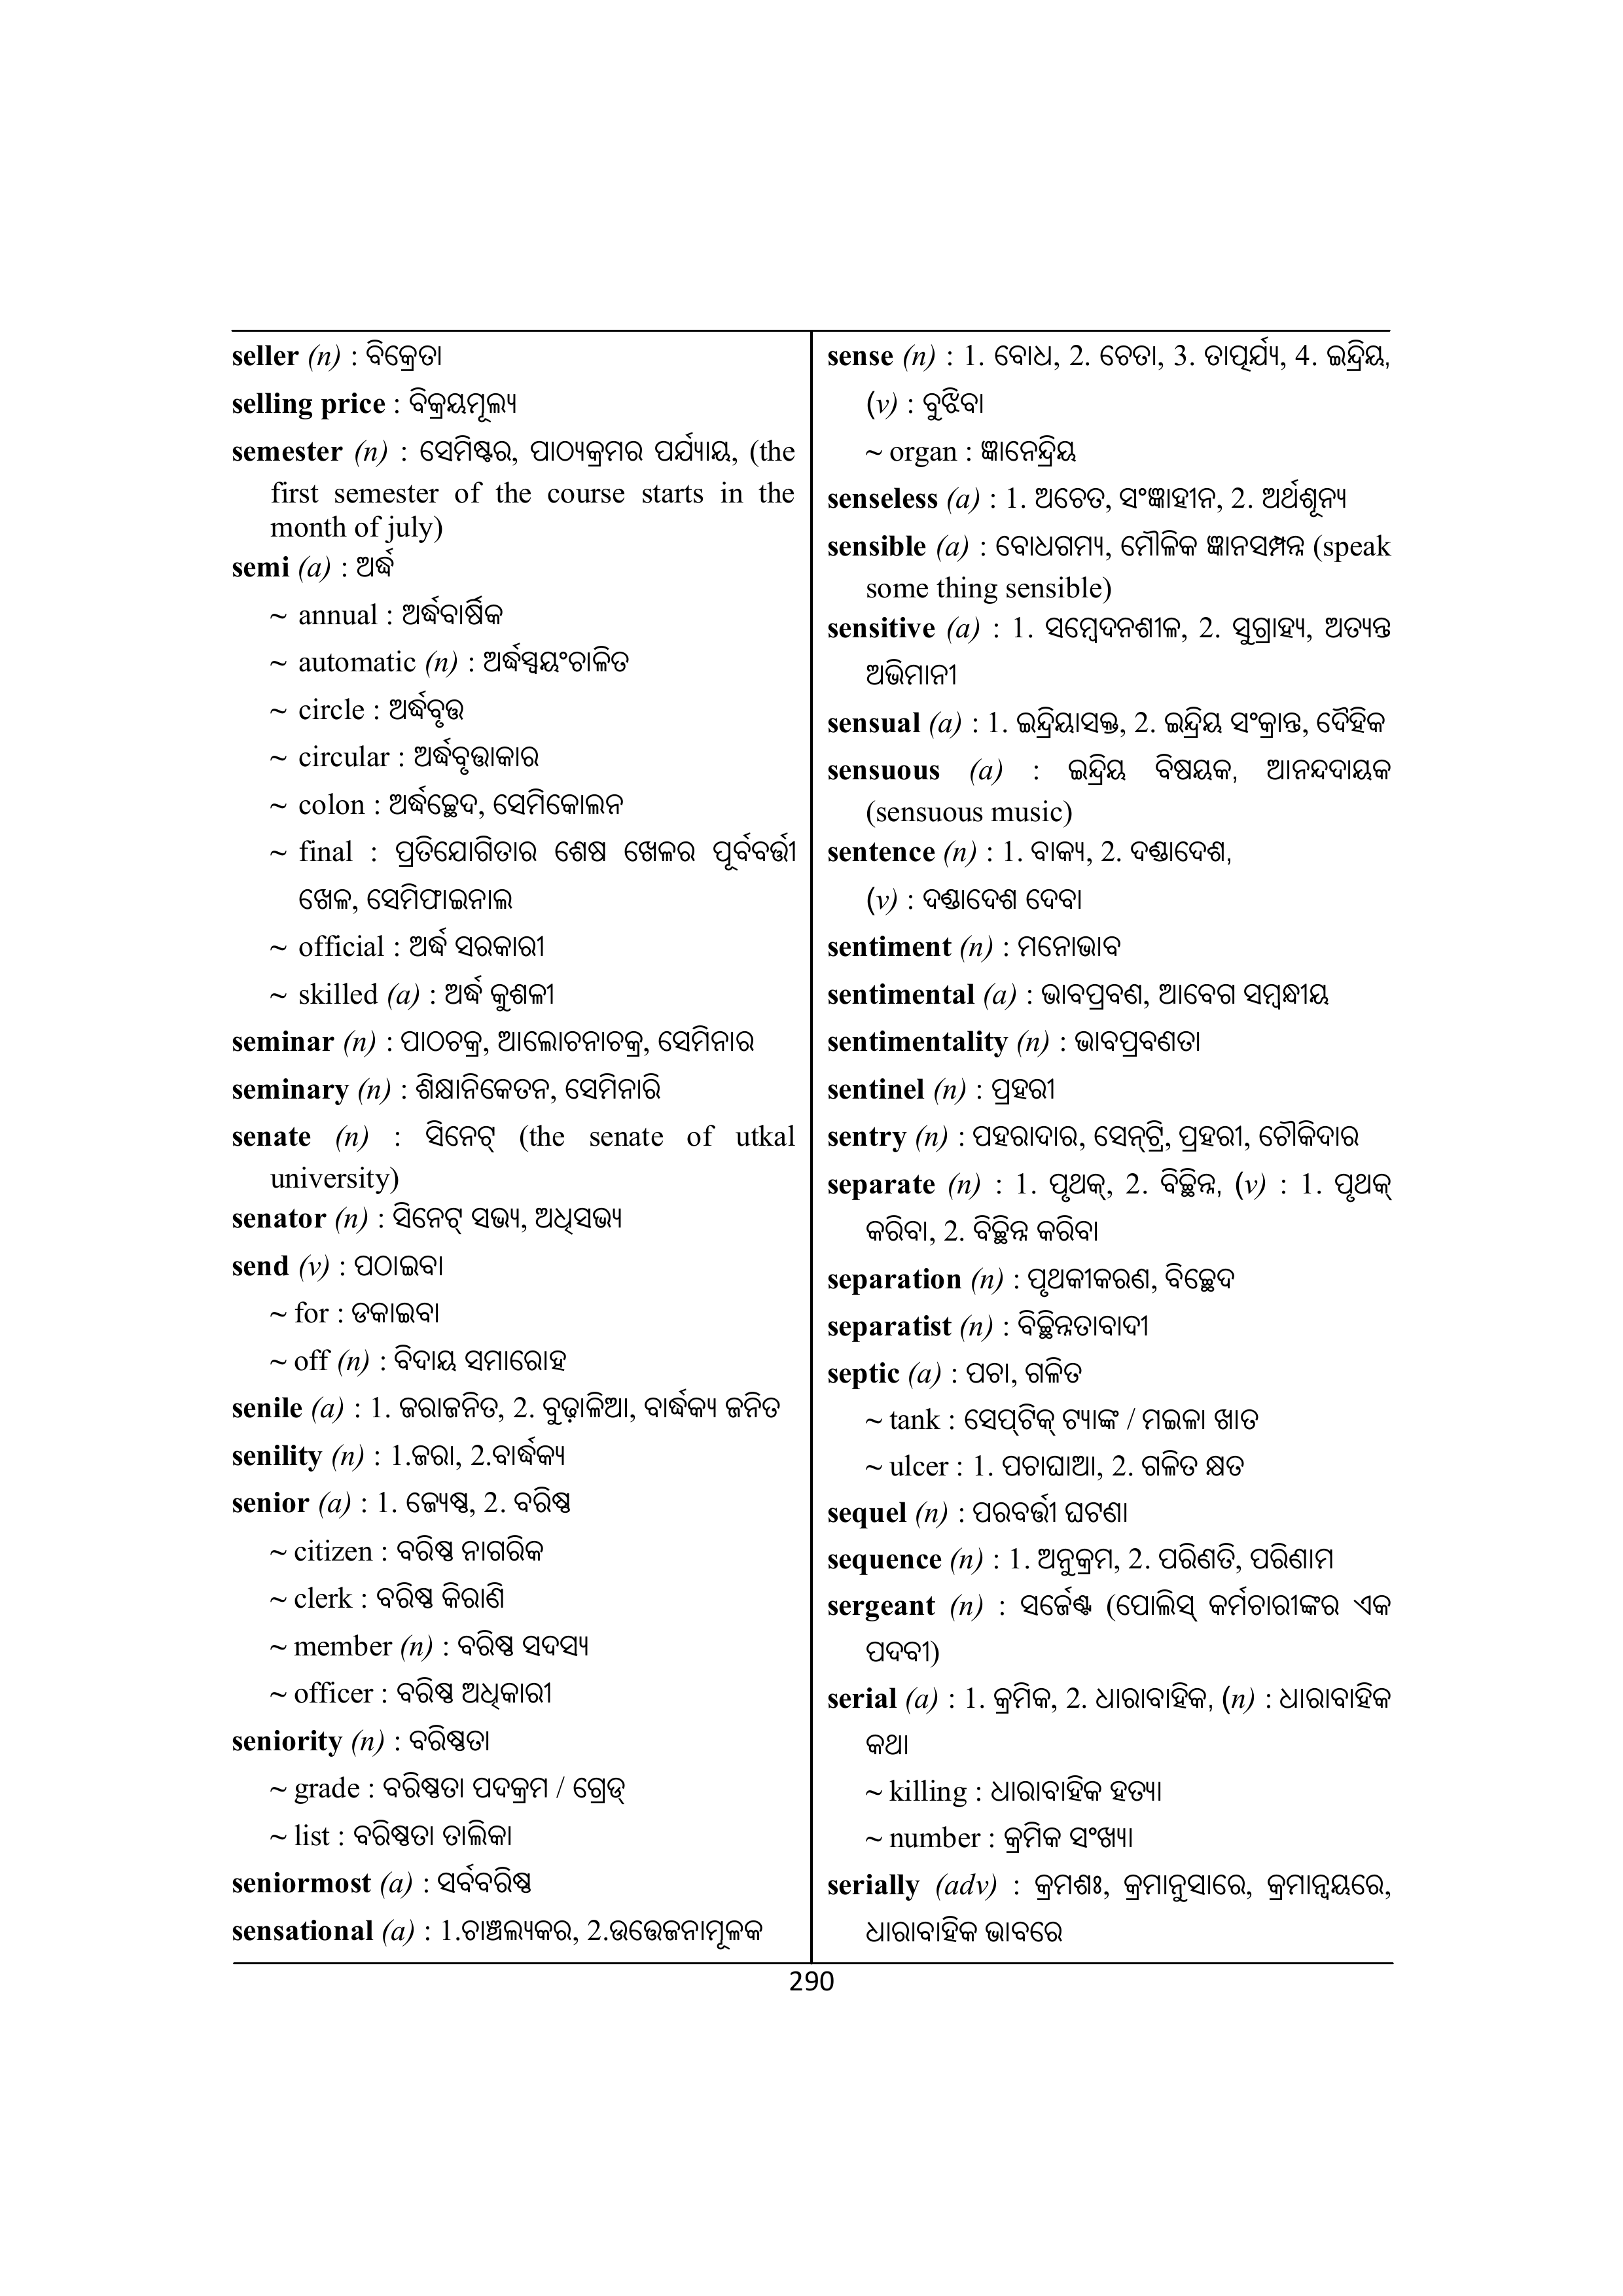 seller (n) : ବିକ୍ରେତା
selling price : ବିକ୍ରୟମୂଲ୍ୟ
semester (n) : ସେମିଷ୍ଟର, ପାଠ୍ୟକ୍ରମର ପର୍ଯ୍ୟାୟ, (the
first semester of the course starts in the
month of july)
semi (a) : ଅର୍ଦ୍ଧ
~ annual : ଅର୍ଦ୍ଧବାର୍ଷିକ
~ automatic (n) : ଅର୍ଦ୍ଧସ୍ୱୟଂଚାଳିତ
~ circle : ଅର୍ଦ୍ଧବୃତ୍ତ
~ circular : ଅର୍ଦ୍ଧବୃତ୍ତାକାର
~ colon : ଅର୍ଦ୍ଧଚ୍ଛେଦ, ସେମିକୋଲନ
~ final : ପ୍ରତିଯୋଗିତାର ଶେଷ ଖେଳର ପୂର୍ବବର୍ତ୍ତୀ
ଖେଳ, ସେମିଫାଇନାଲ
~ official : ଅର୍ଦ୍ଧ ସରକାରୀ
~ skilled (a) : ଅର୍ଦ୍ଧ କୁଶଳୀ
seminar (n) : ପାଠଚକ୍ର, ଆଲୋଚନାଚକ୍ର, ସେମିନାର
seminary (n) : ଶିକ୍ଷାନିକେତନ, ସେମିନାରି
senate (n) : ସିନେଟ୍ (the senate of utkal
university)
senator (n) : ସିନେଟ୍ ସଭ୍ୟ, ଅଧିସଭ୍ୟ
send (v) : ପଠାଇବା
~ for : ଡକାଇବା
~ off (n) : ବିଦାୟ ସମାରୋହ
senile (a) : 1. ଜରାଜନିତ, 2. ବୁଢ଼ାଳିଆ, ବାର୍ଦ୍ଧକ୍ୟ ଜନିତ
senility (n) : 1.ଜରା, 2.ବାର୍ଦ୍ଧକ୍ୟ
senior (a) : 1. ଜ୍ୟେଷ୍ଠ, 2. ବରିଷ୍ଠ
~ citizen : ବରିଷ୍ଠ ନାଗରିକ
~ clerk : ବରିଷ୍ଠ କିରାଣି
~ member (n) : ବରିଷ୍ଠ ସଦସ୍ୟ
~ officer : ବରିଷ୍ଠ ଅଧିକାରୀ
seniority (n) : ବରିଷ୍ଠତା
~ grade : ବରିଷ୍ଠତା ପଦକ୍ରମ / ଗ୍ରେଡ୍
~ list : ବରିଷ୍ଠତା ତାଲିକା
seniormost (a) : ସର୍ବବରିଷ୍ଠ
sensational (a) : 1.ଚାଞ୍ଚଲ୍ୟକର, 2.ଉତ୍ତେଜନାମୂଳକ
sense (n) : 1. ବୋଧ, 2. ଚେତା, 3. ତାତ୍ପର୍ଯ୍ୟ, 4. ଇନ୍ଦ୍ରିୟ,
(v) : ବୁଝିବା
~ organ : ଜ୍ଞାନେନ୍ଦ୍ରିୟ
senseless (a) : 1. ଅଚେତ, ସଂଜ୍ଞାହୀନ, 2. ଅର୍ଥଶୂନ୍ୟ
sensible (a) : ବୋଧଗମ୍ୟ, ମୌଳିକ ଜ୍ଞାନସମ୍ପନ୍ନ (speak
some thing sensible)
sensitive (a) : 1. ସମ୍ବେଦନଶୀଳ, 2. ସୁଗ୍ରାହ୍ୟ, ଅତ୍ୟନ୍ତ
ଅଭିମାନୀ
sensual (a) : 1. ଇନ୍ଦ୍ରିୟାସକ୍ତ, 2. ଇନ୍ଦ୍ରିୟ ସଂକ୍ରାନ୍ତ, ଦୈହିକ
sensuous (a) : ଇନ୍ଦ୍ରିୟ ବିଷୟକ, ଆନନ୍ଦଦାୟକ
(sensuous music)
sentence (n) : 1. ବାକ୍ୟ, 2. ଦଣ୍ଡାଦେଶ,
(v) : ଦଣ୍ଡାଦେଶ ଦେବା
sentiment (n) : ମନୋଭାବ
sentimental (a) : ଭାବପ୍ରବଣ, ଆବେଗ ସମ୍ବନ୍ଧୀୟ
sentimentality (n) : ଭାବପ୍ରବଣତା
sentinel (n) : ପ୍ରହରୀ
sentry (n) : ପହରାଦାର, ସେନ୍‌ଟ୍ରି, ପ୍ରହରୀ, ଚୌକିଦାର
separate (n) : 1. ପୃଥକ୍, 2. ବିଚ୍ଛିନ୍ନ, (v) : 1. ପୃଥକ୍
କରିବା, 2. ବିଚ୍ଛିନ୍ନ କରିବା
separation (n) : ପୃଥକୀକରଣ, ବିଚ୍ଛେଦ
separatist (n) : ବିଚ୍ଛିନ୍ନତାବାଦୀ
septic (a) : ପଚା, ଗଳିତ
~ tank : ସେପ୍‌ଟିକ୍ ଟ୍ୟାଙ୍କ / ମଇଳା ଖାତ
~ ulcer : 1. ପଚାଘାଆ, 2. ଗଳିତ କ୍ଷତ
sequel (n) : ପରବର୍ତ୍ତୀ ଘଟଣା
sequence (n) : 1. ଅନୁକ୍ରମ, 2. ପରିଣତି, ପରିଣାମ
sergeant (n) : ସର୍ଜେଣ୍ଟ (ପୋଲିସ୍ କର୍ମଚାରୀଙ୍କର ଏକ
ପଦବୀ)
serial (a) : 1. କ୍ରମିକ, 2. ଧାରାବାହିକ, (n) : ଧାରାବାହିକ
କଥା
~ killing : ଧାରାବାହିକ ହତ୍ୟା
~ number : କ୍ରମିକ ସଂଖ୍ୟା
serially (adv) : କ୍ରମଶଃ, କ୍ରମାନୁସାରେ, କ୍ରମାନ୍ୱୟରେ,
ଧାରାବାହିକ ଭାବରେ
290